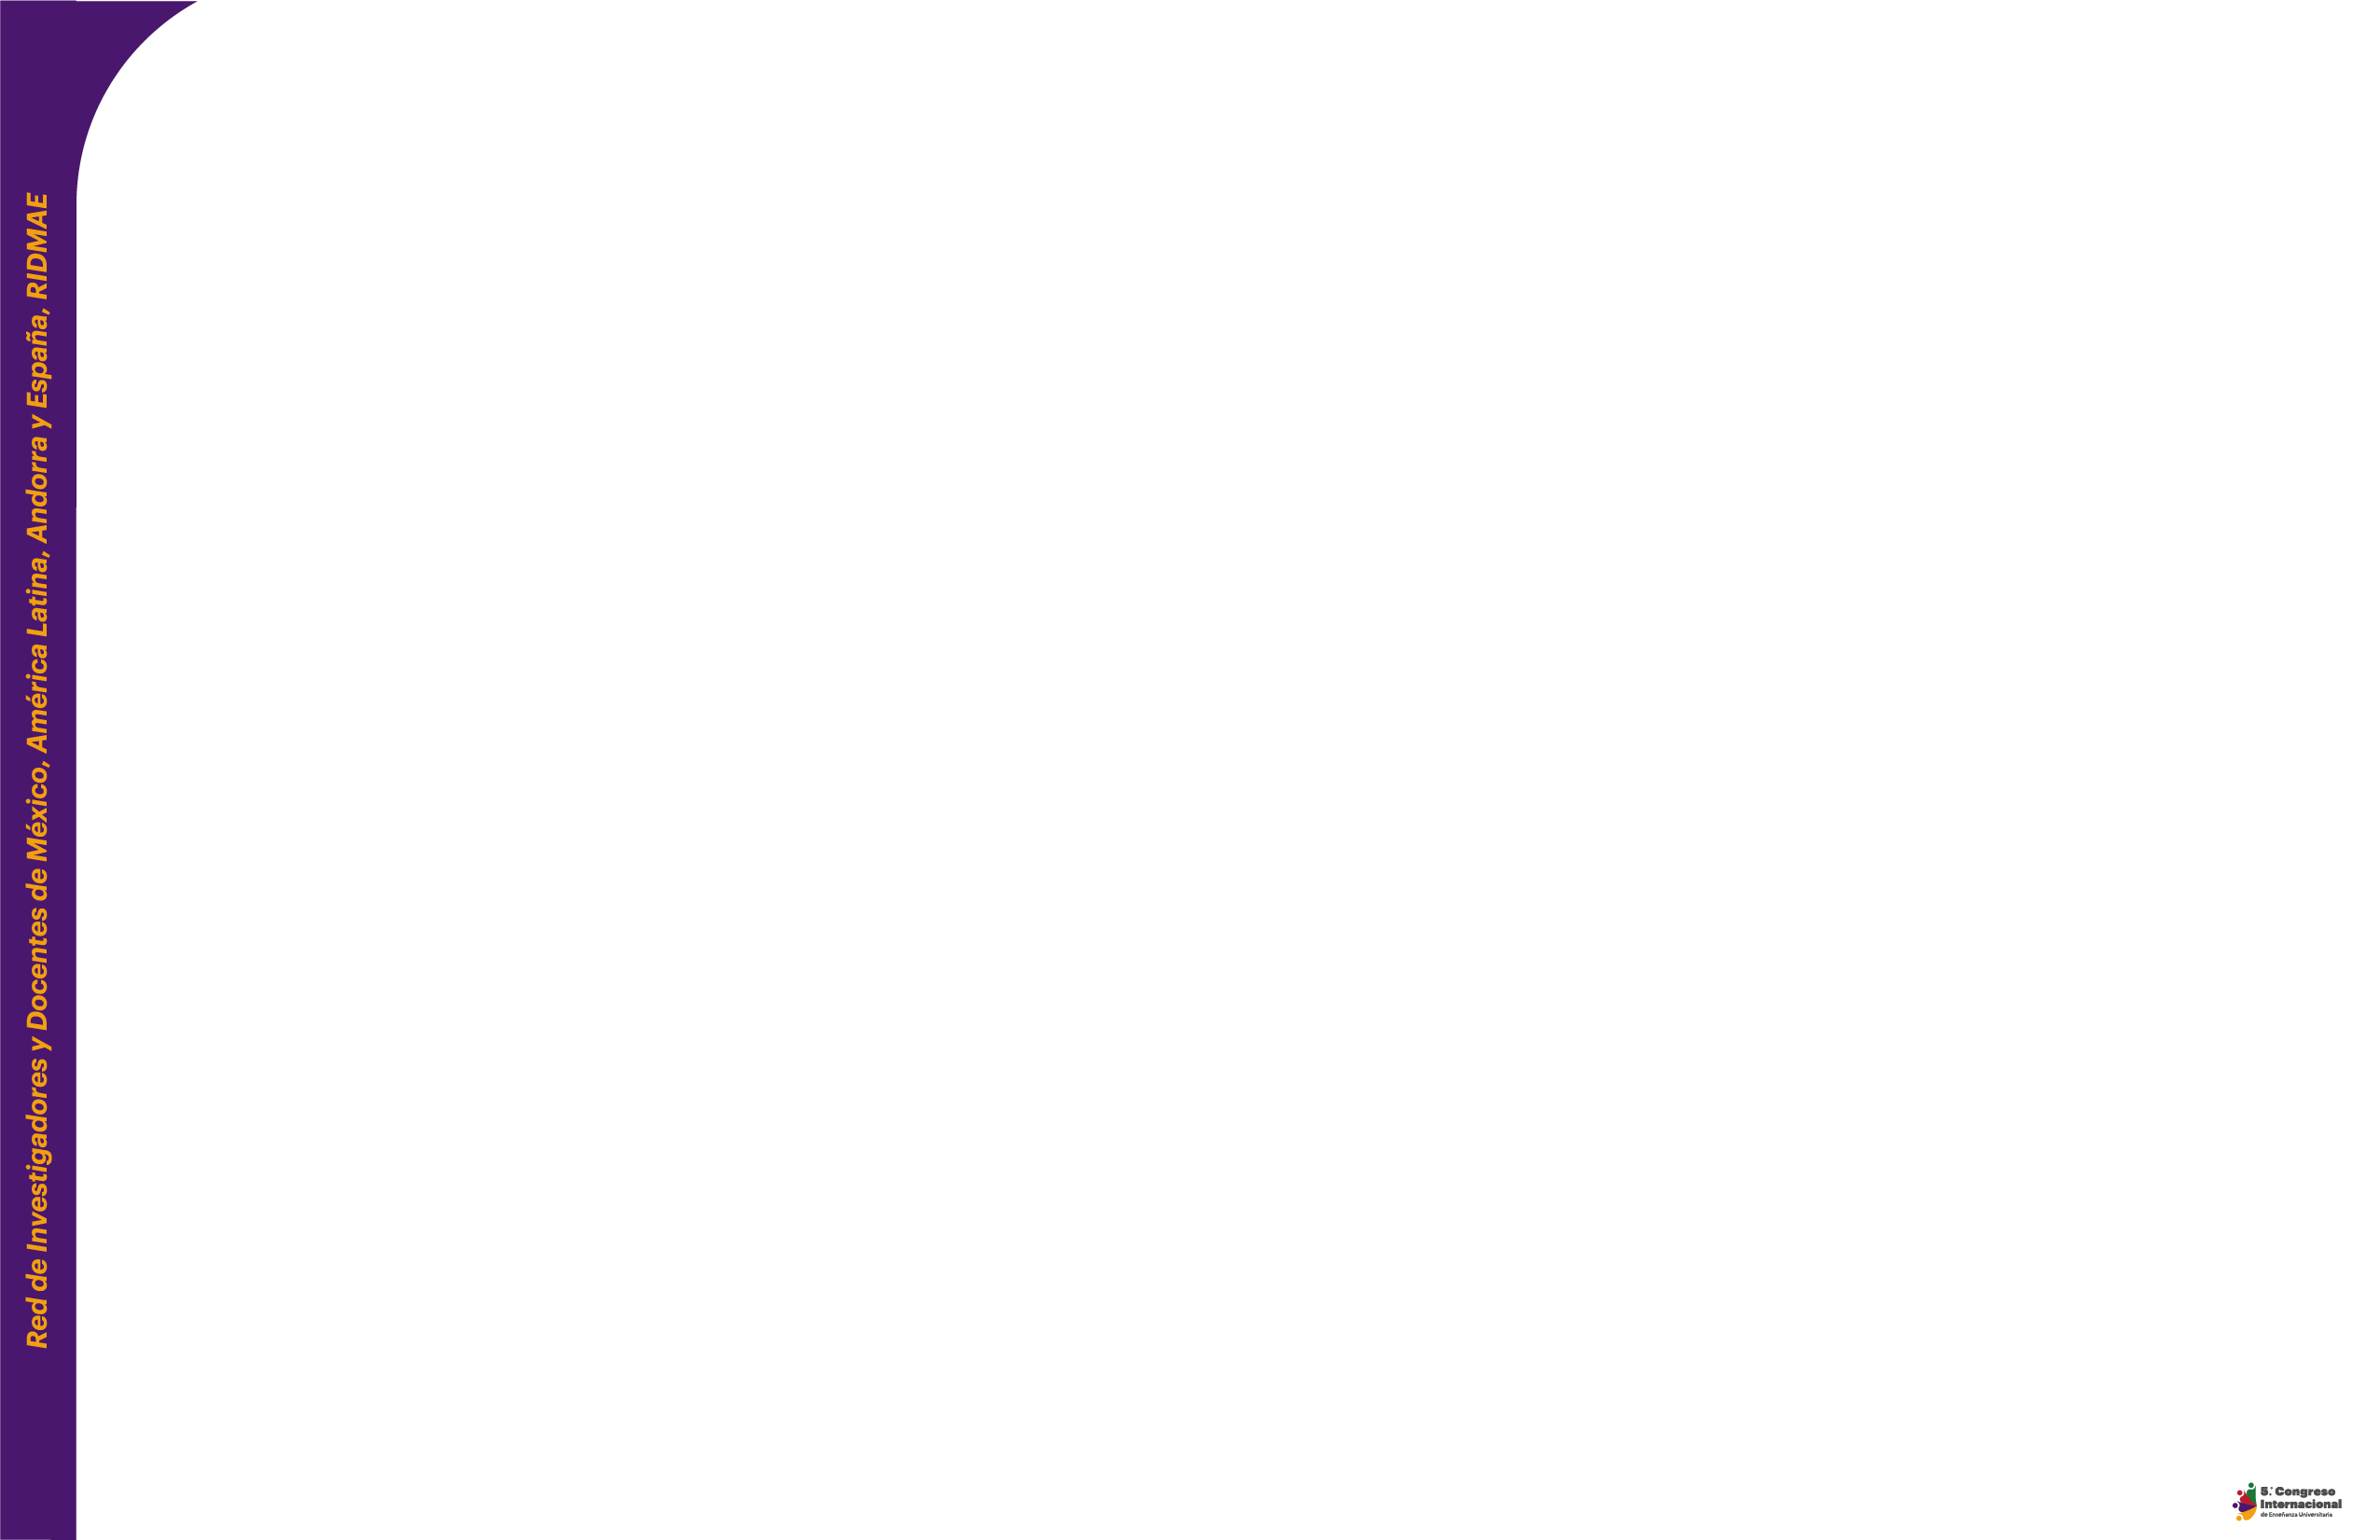 Red de Investigadores y Docentes de México, América Latina, Andorra y España, RIDMAE
5.º Congreso
Internacional
de Enseñanza Universitaria